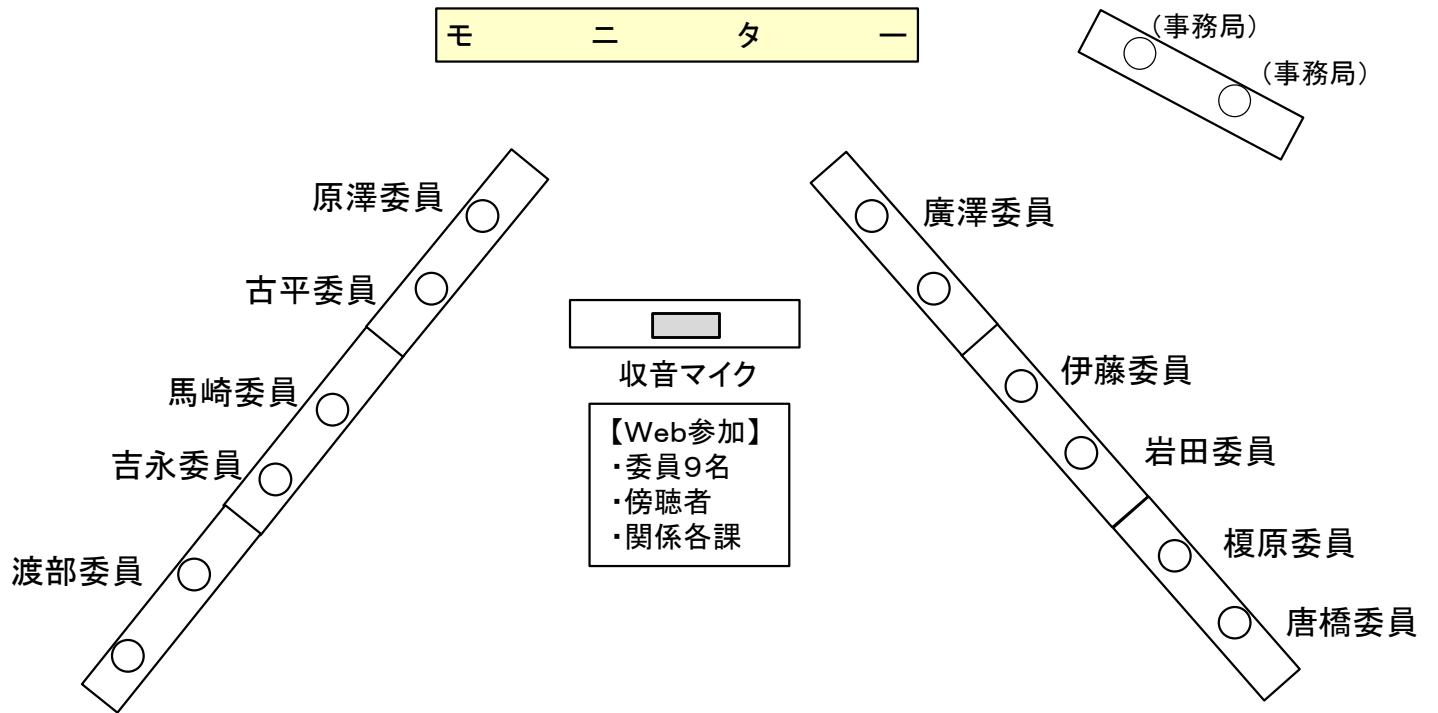 モニター
(事務局)
(事務局)
原澤委員
廣澤委員
古平委員
収音マイク
伊藤委員
馬崎委員
【Web参加】
・委員9名
・傍聴者
・関係各課
岩田委員
吉永委員
榎原委員
渡部委員
唐橋委員